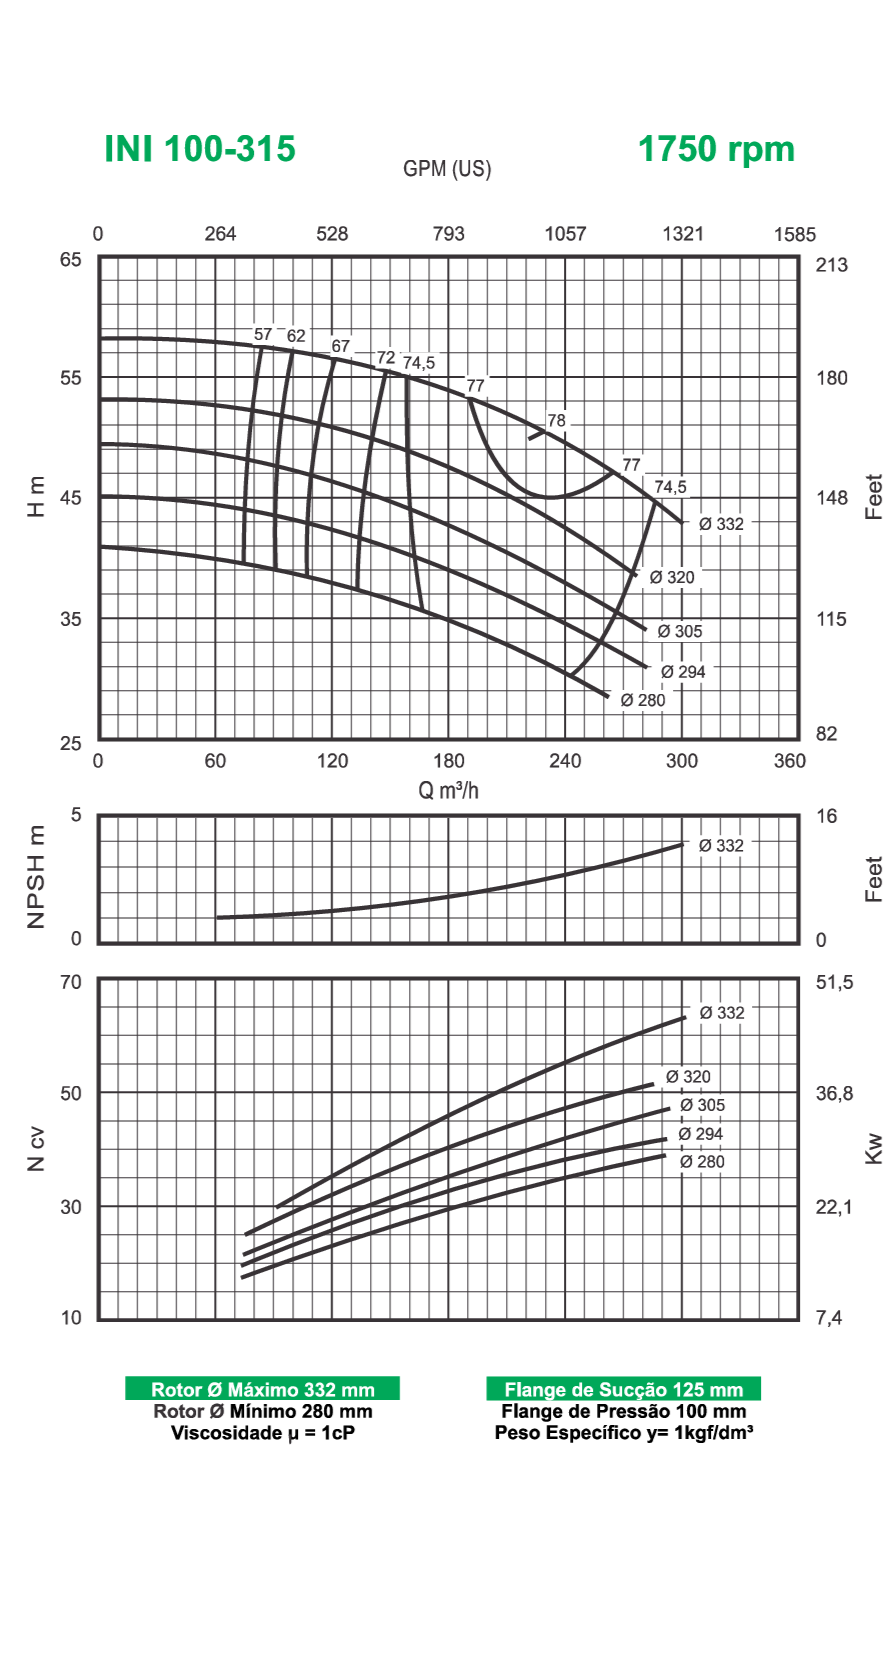 INI 100-315
1750 rpm
GPM (US)
0 264 528 793 1057 1321 1585
65 213
57 62 67 72 74,5 77 78 77 74,5
55 180
45 148
H m
Feet
Ø 332
Ø 320
35 115
Ø 305
Ø 294
Ø 280
25 82
0 60 120 180 240 300 360
Q m³/h
5 16
Ø 332
NPSH m
Feet
0 0
70 51,5
Ø 332
Ø 320
50 36,8
Ø 305
Ø 294
Ø 280
N cv
Kw
30 22,1
10 7,4
Rotor Ø Máximo 332 mm
Rotor Ø Mínimo 280 mm
Viscosidade µ = 1cP
Flange de Sucção 125 mm
Flange de Pressão 100 mm
Peso Específico y= 1kgf/dm³